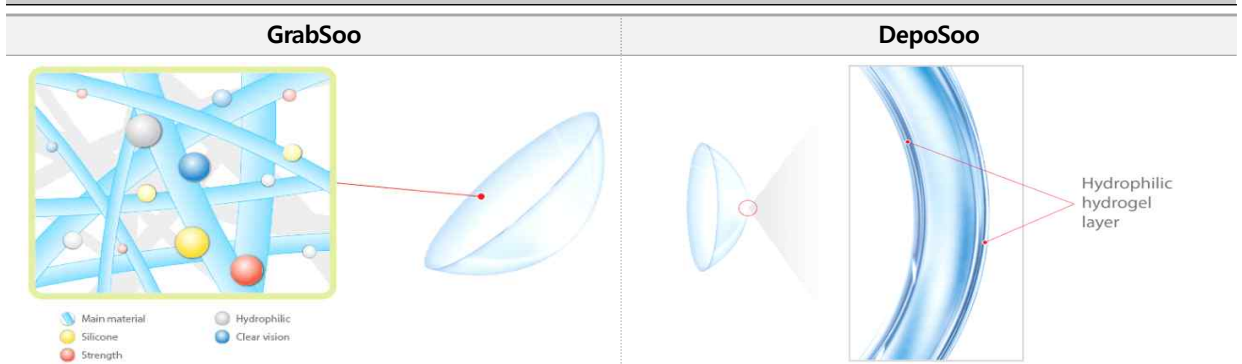 GrabSoo
DepoSoo
Hydrophilic
hydrogel
layer
Main material
Hydrophilic
Silicone
Clear vision
Strength